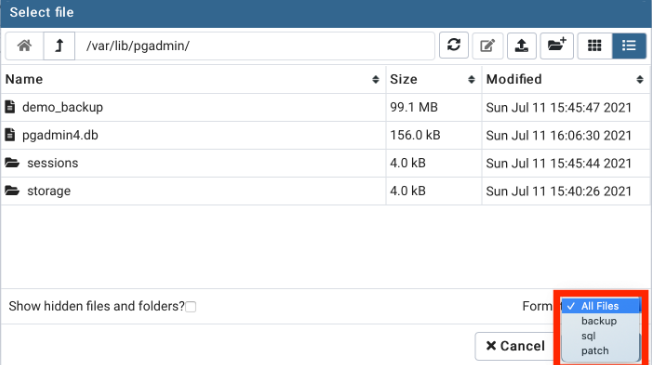 Select file
/var/lib/pgadmin/
Name Size Modified
demo_backup 99.1 MB Sun Jul 11 15:45:47 2021
pgadmin4.db 156.0 kB Sun Jul 11 16:06:30 2021
sessions 4.0 kB Sun Jul 11 15:45:44 2021
storage 4.0 kB Sun Jul 11 15:40:26 2021
Show hidden files and folders? Form
✓ All Files
backup
sql
patch
Cancel